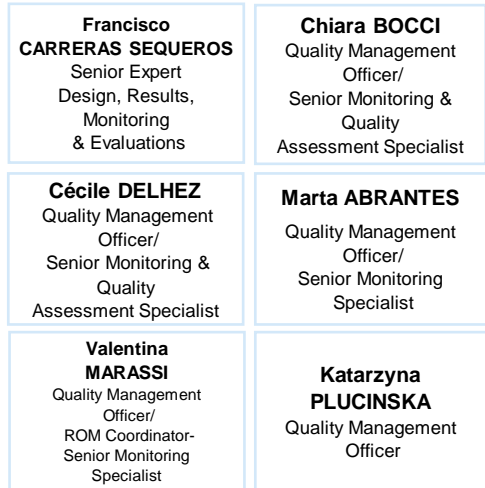 Francisco
CARRERAS SEQUEROS
Senior Expert
Design, Results,
Monitoring
& Evaluations
Chiara BOCCI
Quality Management
Officer/
Senior Monitoring &
Quality
Assessment Specialist
Cécile DELHEZ
Quality Management
Officer/
Senior Monitoring &
Quality
Assessment Specialist
Marta ABRANTES
Quality Management
Officer/
Senior Monitoring
Specialist
Valentina
MARASSI
Quality Management
Officer/
ROM Coordinator-
Senior Monitoring
Specialist
Katarzyna
PLUCINSKA
Quality Management
Officer